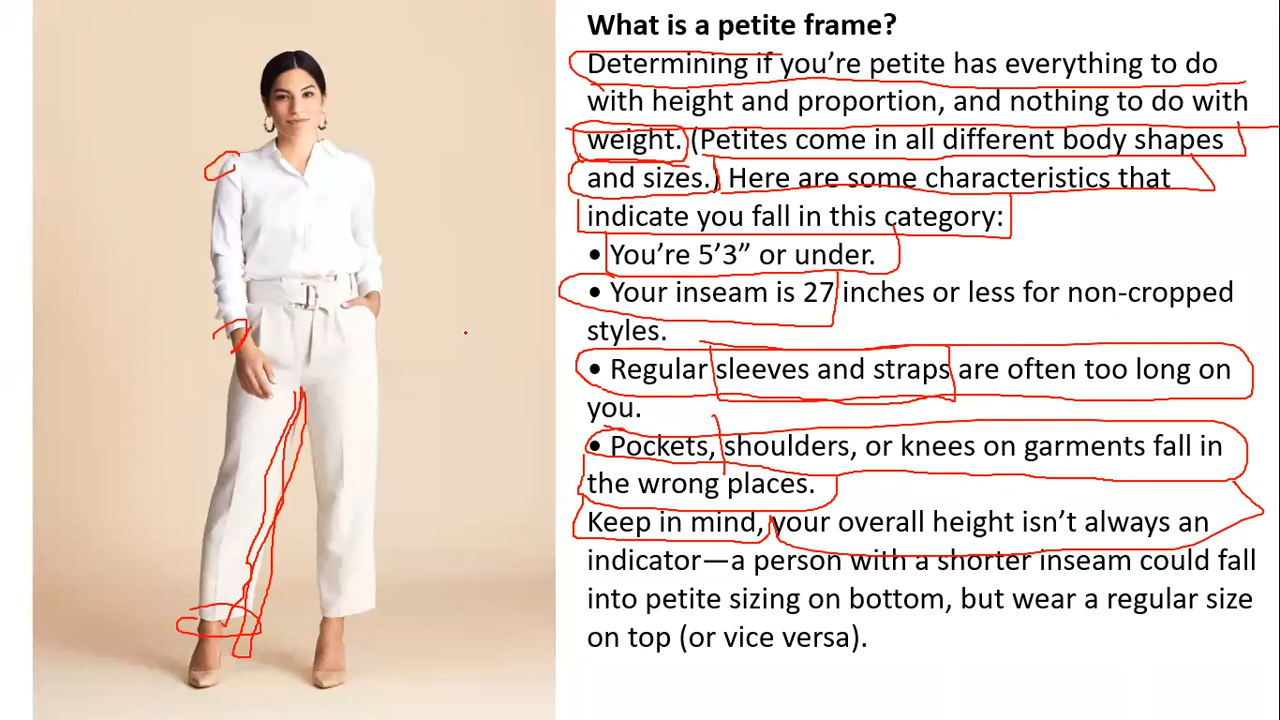 What is a petite frame?
Determining if you’re petite has everything to do
with height and proportion, and nothing to do with
weight. (Petites come in all different body shapes
and sizes.) Here are some characteristics that
indicate you fall in this category:
• You’re 5’3” or under.
• Your inseam is 27 inches or less for non-cropped
styles.
• Regular sleeves and straps are often too long on
you.
• Pockets, shoulders, or knees on garments fall in
the wrong places.
Keep in mind, your overall height isn’t always an
indicator—a person with a shorter inseam could fall
into petite sizing on bottom, but wear a regular size
on top (or vice versa).